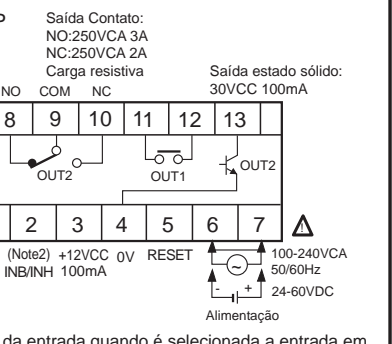 Saída Contato:
NO:250VCA 3A
NC:250VCA 2A
Carga resistiva
Saída estado sólido:
30VCC 100mA
NO COM NC
8 9 10 11 12 13
OUT2 OUT1 OUT2
2 3 4 5 6 7
(Note2) +12VCC 0V RESET
INB/INH 100mA
100-240VCA
50/60Hz
- + 24-60VDC
Alimentação
da entrada quando é selecionada a entrada em